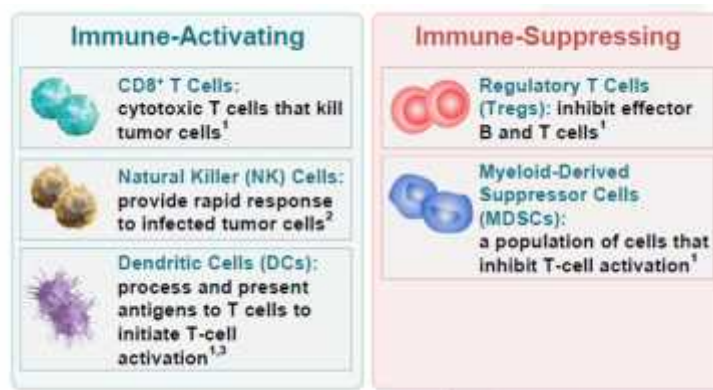 Immune-Activating
CD8⁺ T Cells:
cytotoxic T cells that kill
tumor cells¹
Natural Killer (NK) Cells:
provide rapid response
to infected tumor cells²
Dendritic Cells (DCs):
process and present
antigens to T cells to
initiate T-cell
activation¹,³
Immune-Suppressing
Regulatory T Cells
(Tregs): inhibit effector
B and T cells¹
Myeloid-Derived
Suppressor Cells
(MDSCs):
a population of cells that
inhibit T-cell activation¹